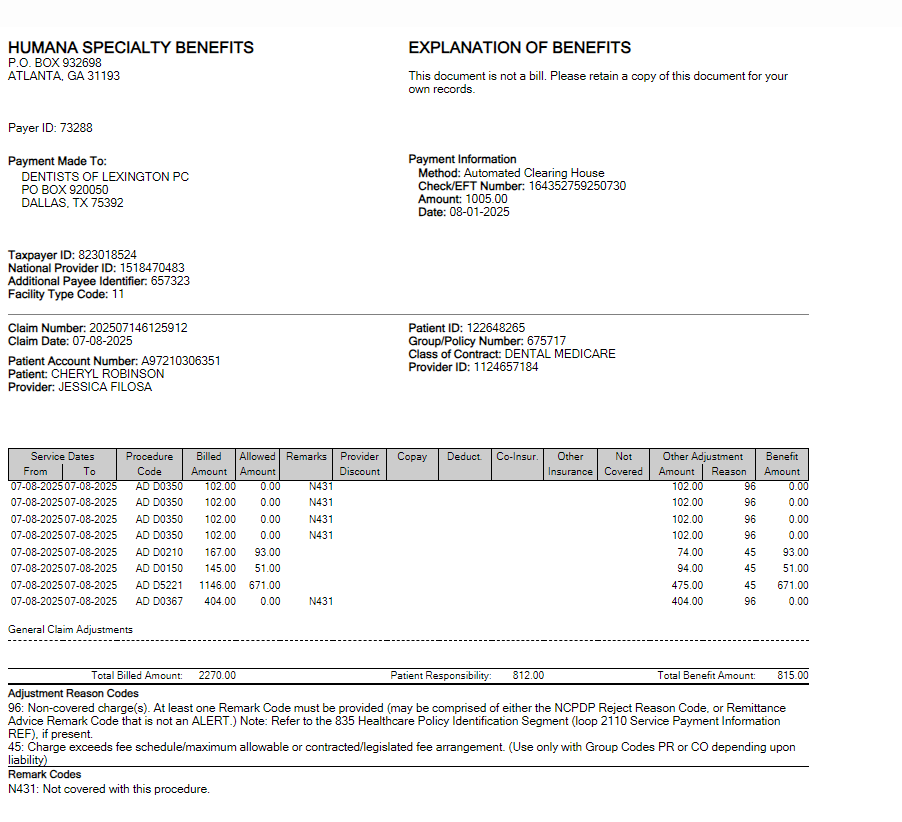 HUMANA SPECIALTY BENEFITS
P.O. BOX 932698
ATLANTA, GA 31193
EXPLANATION OF BENEFITS
This document is not a bill. Please retain a copy of this document for your
own records.
Payer ID: 73288
Payment Made To:
DENTISTS OF LEXINGTON PC
PO BOX 920050
DALLAS, TX 75392
Payment Information
Method: Automated Clearing House
Check/EFT Number: 164352759250730
Amount: 1005.00
Date: 08-01-2025
Taxpayer ID: 823018524
National Provider ID: 1518470483
Additional Payee Identifier: 657323
Facility Type Code: 11
Claim Number: 202507146125912
Claim Date: 07-08-2025
Patient Account Number: A97210306351
Patient: CHERYL ROBINSON
Provider: JESSICA FILOSA
Patient ID: 122648265
Group/Policy Number: 675717
Class of Contract: DENTAL MEDICARE
Provider ID: 1124657184
Service Dates Procedure Billed Allowed Remarks Provider Copay Deduct. Co-Insur. Other Not Other Adjustment Benefit
From To Code Amount Amount Discount Insurance Covered Amount Reason Amount
07-08-2025 07-08-2025 AD D0350 102.00 0.00 N431 102.00 96 0.00
07-08-2025 07-08-2025 AD D0350 102.00 0.00 N431 102.00 96 0.00
07-08-2025 07-08-2025 AD D0350 102.00 0.00 N431 102.00 96 0.00
07-08-2025 07-08-2025 AD D0350 102.00 0.00 N431 102.00 96 0.00
07-08-2025 07-08-2025 AD D0210 167.00 93.00 74.00 45 93.00
07-08-2025 07-08-2025 AD D0150 145.00 51.00 94.00 45 51.00
07-08-2025 07-08-2025 AD D5221 1146.00 671.00 475.00 45 671.00
07-08-2025 07-08-2025 AD D0367 404.00 0.00 N431 404.00 96 0.00
General Claim Adjustments
Total Billed Amount: 2270.00 Patient Responsibility: 812.00 Total Benefit Amount: 815.00
Adjustment Reason Codes
96: Non-covered charge(s). At least one Remark Code must be provided (may be comprised of either the NCPDP Reject Reason Code, or Remittance
Advice Remark Code that is not an ALERT.) Note: Refer to the 835 Healthcare Policy Identification Segment (loop 2110 Service Payment Information
REF), if present.
45: Charge exceeds fee schedule/maximum allowable or contracted/legislated fee arrangement. (Use only with Group Codes PR or CO depending upon
liability)
Remark Codes
N431: Not covered with this procedure.